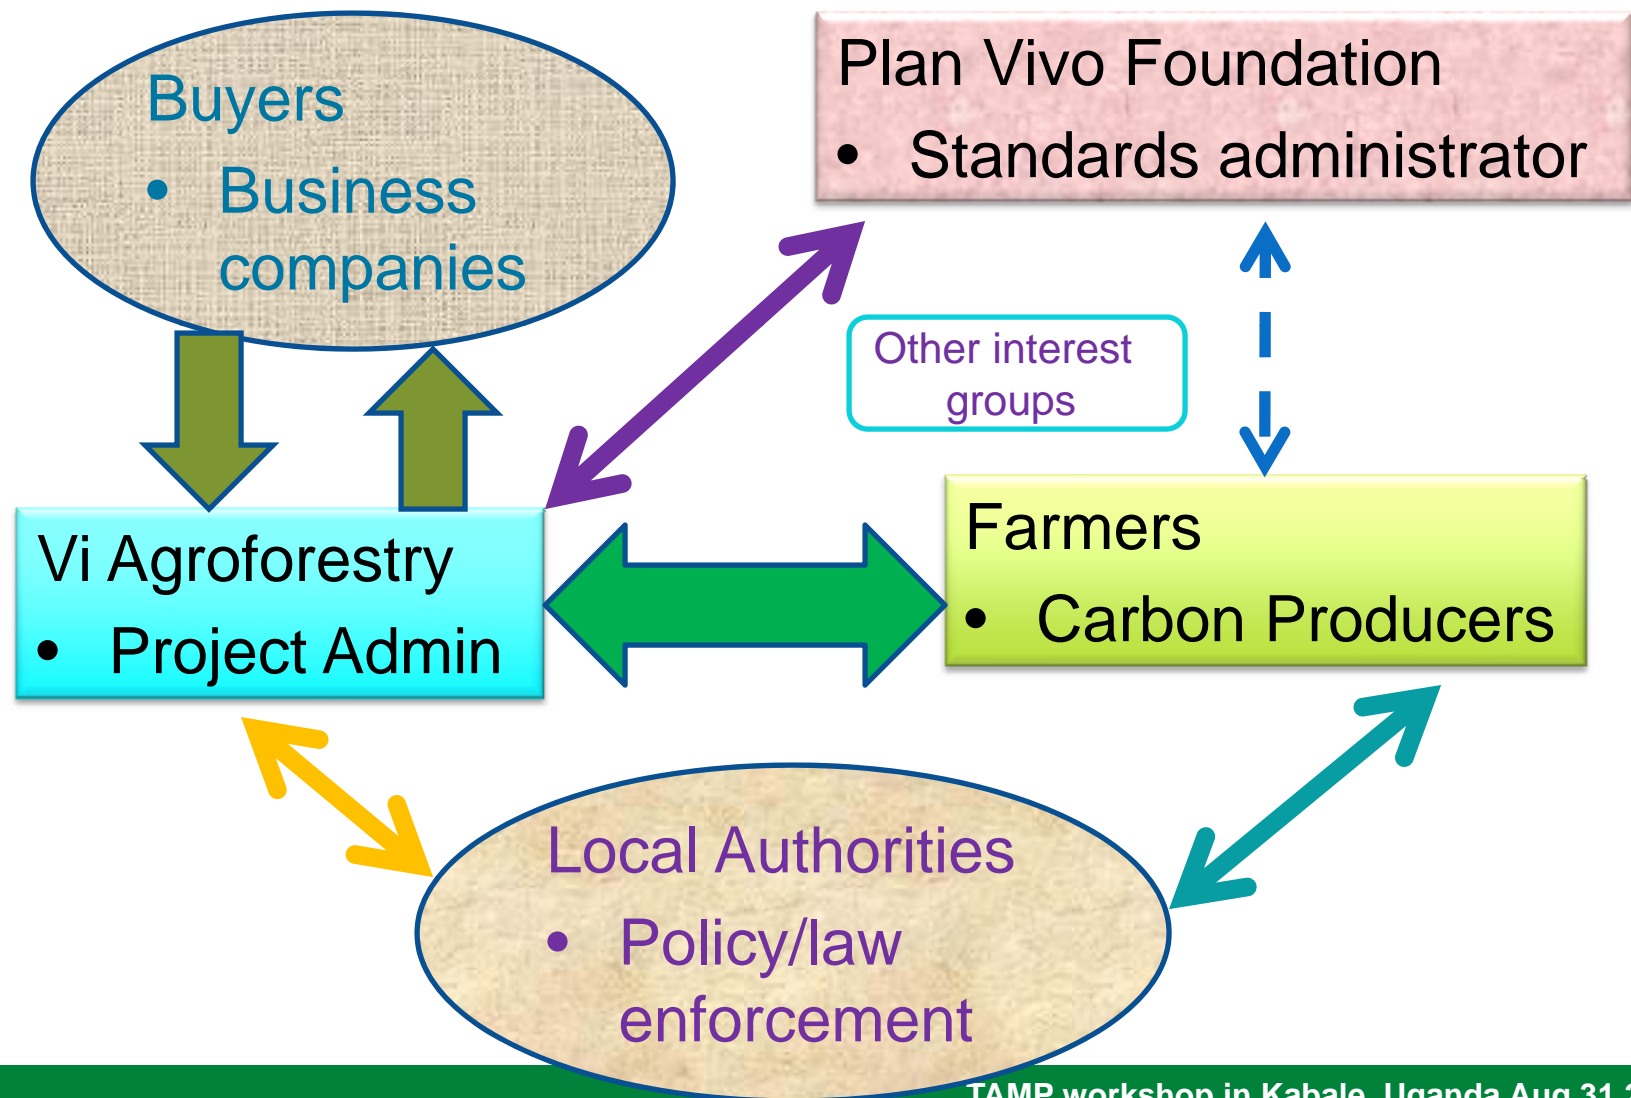 Buyers
• Business
companies
Plan Vivo Foundation
• Standards administrator
Other interest
groups
Vi Agroforestry
• Project Admin
Farmers
• Carbon Producers
Local Authorities
• Policy/law
enforcement
TAMP workshop in Kabale, Uganda Aug 31